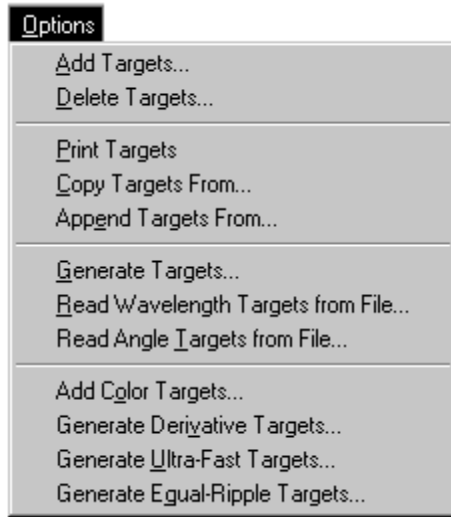 Options
Add Targets...
Delete Targets...
Print Targets
Copy Targets From...
Append Targets From...
Generate Targets...
Read Wavelength Targets from File...
Read Angle Targets from File...
Add Color Targets...
Generate Derivative Targets...
Generate Ultra-Fast Targets...
Generate Equal-Ripple Targets...